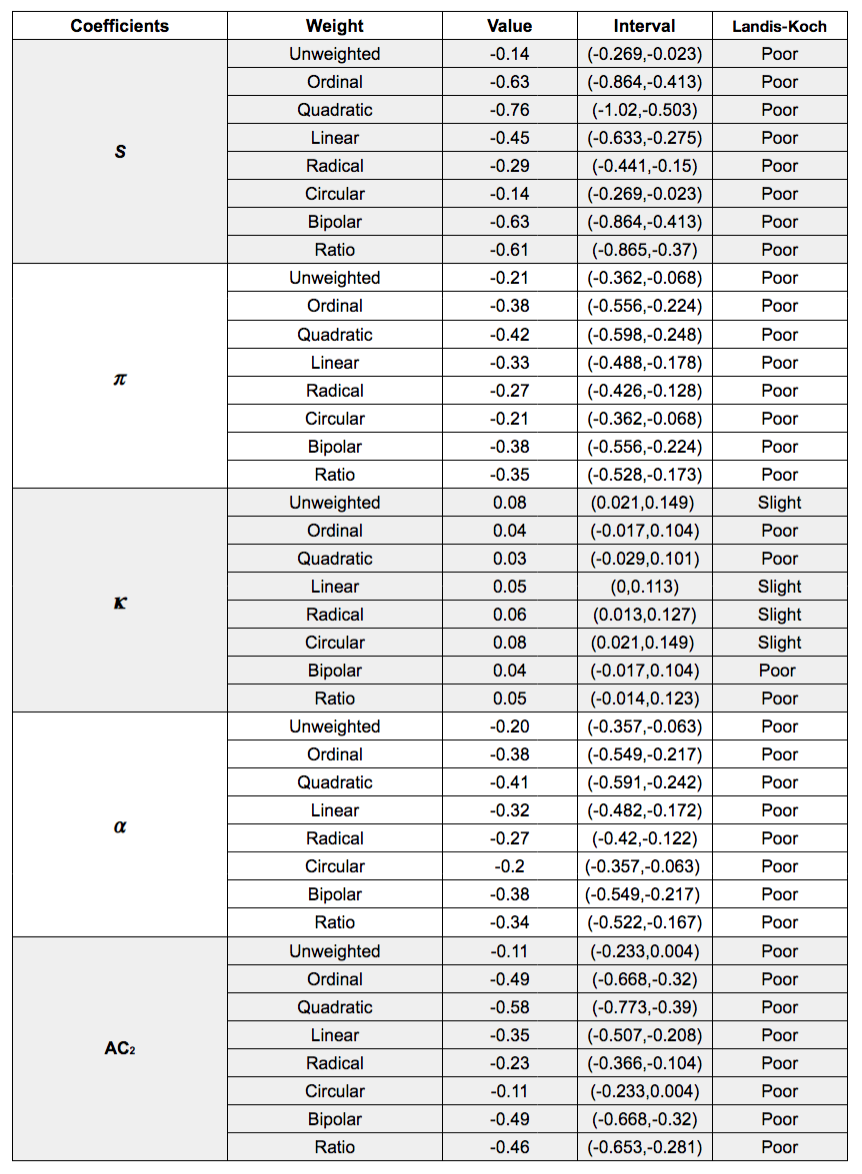 Coefficients Weight Value Interval Landis-Koch
S
Unweighted -0.14 (-0.269,-0.023) Poor
Ordinal -0.63 (-0.864,-0.413) Poor
Quadratic -0.76 (-1.02,-0.503) Poor
Linear -0.45 (-0.633,-0.275) Poor
Radical -0.29 (-0.441,-0.15) Poor
Circular -0.14 (-0.269,-0.023) Poor
Bipolar -0.63 (-0.864,-0.413) Poor
Ratio -0.61 (-0.865,-0.37) Poor
π
Unweighted -0.21 (-0.362,-0.068) Poor
Ordinal -0.38 (-0.556,-0.224) Poor
Quadratic -0.42 (-0.598,-0.248) Poor
Linear -0.33 (-0.488,-0.178) Poor
Radical -0.27 (-0.426,-0.128) Poor
Circular -0.21 (-0.362,-0.068) Poor
Bipolar -0.38 (-0.556,-0.224) Poor
Ratio -0.35 (-0.528,-0.173) Poor
κ
Unweighted 0.08 (0.021,0.149) Slight
Ordinal 0.04 (-0.017,0.104) Poor
Quadratic 0.03 (-0.029,0.101) Poor
Linear 0.05 (0,0.113) Slight
Radical 0.06 (0.013,0.127) Slight
Circular 0.08 (0.021,0.149) Slight
Bipolar 0.04 (-0.017,0.104) Poor
Ratio 0.05 (-0.014,0.123) Poor
α
Unweighted -0.20 (-0.357,-0.063) Poor
Ordinal -0.38 (-0.549,-0.217) Poor
Quadratic -0.41 (-0.591,-0.242) Poor
Linear -0.32 (-0.482,-0.172) Poor
Radical -0.27 (-0.42,-0.122) Poor
Circular -0.2 (-0.357,-0.063) Poor
Bipolar -0.38 (-0.549,-0.217) Poor
Ratio -0.34 (-0.522,-0.167) Poor
AC₂
Unweighted -0.11 (-0.233,0.004) Poor
Ordinal -0.49 (-0.668,-0.32) Poor
Quadratic -0.58 (-0.773,-0.39) Poor
Linear -0.35 (-0.507,-0.208) Poor
Radical -0.23 (-0.366,-0.104) Poor
Circular -0.11 (-0.233,0.004) Poor
Bipolar -0.49 (-0.668,-0.32) Poor
Ratio -0.46 (-0.653,-0.281) Poor